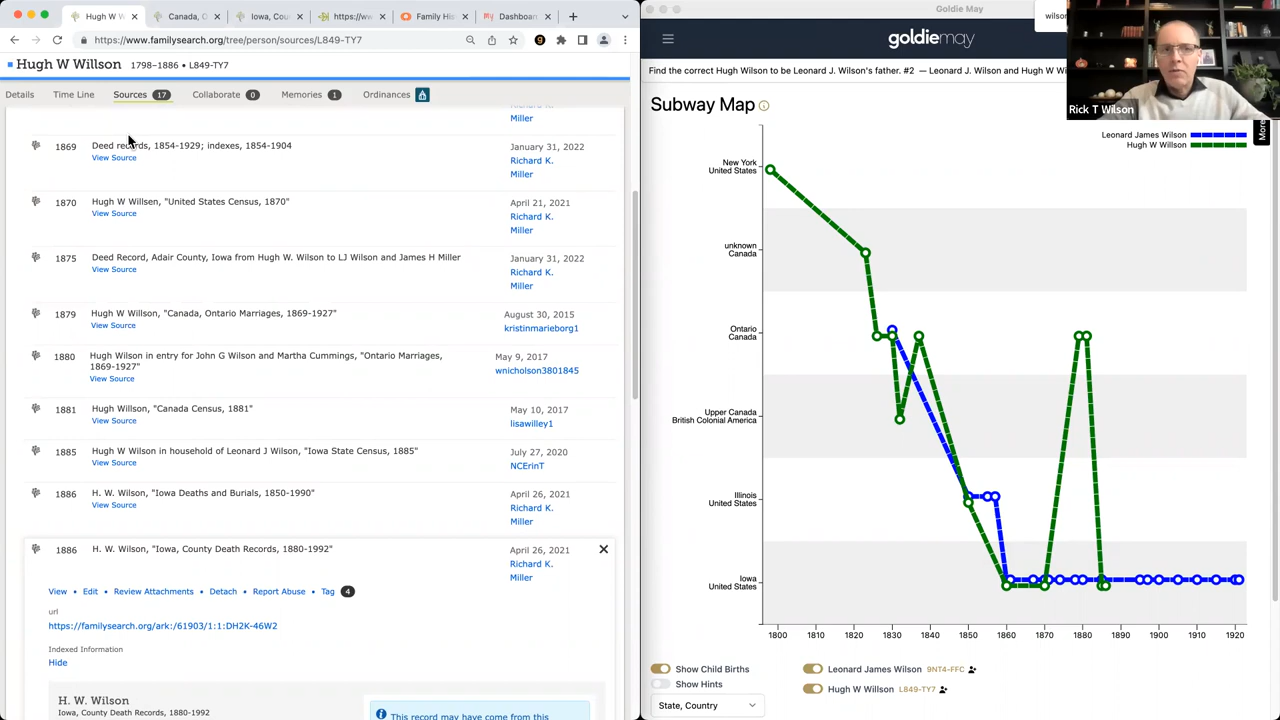 Hugh W W
Canada, O
Iowa, Cou
https://ww
Family His
Dashboar
https://www.familysearch.org/tree/person/sources/L849-TY7
Hugh W Willson 1798–1886 • L849-TY7
Details Time Line Sources 17 Collaborate 0 Memories 1 Ordinances
Miller
1869 Deed records, 1854-1929; indexes, 1854-1904 January 31, 2022
View Source Richard K.
Miller
1870 Hugh W Willsen, "United States Census, 1870" April 21, 2021
View Source Richard K.
Miller
1875 Deed Record, Adair County, Iowa from Hugh W. Wilson to LJ Wilson and James H Miller January 31, 2022
View Source Richard K.
Miller
1879 Hugh W Willson, "Canada, Ontario Marriages, 1869-1927" August 30, 2015
View Source kristinmarieborg1
1880 Hugh Wilson in entry for John G Wilson and Martha Cummings, "Ontario Marriages, May 9, 2017
1869-1927" wnicholson3801845
View Source
1881 Hugh Willson, "Canada Census, 1881" May 10, 2017
View Source lisawilley1
1885 Hugh W Wilson in household of Leonard J Wilson, "Iowa State Census, 1885" July 27, 2020
View Source NCErinT
1886 H. W. Wilson, "Iowa Deaths and Burials, 1850-1990" April 26, 2021
View Source Richard K.
Miller
1886 H. W. Wilson, "Iowa, County Death Records, 1880-1992" April 26, 2021
Richard K.
Miller
View • Edit • Review Attachments • Detach • Report Abuse • Tag 4
url
https://familysearch.org/ark:/61903/1:1:DH2K-46W2
Indexed Information
Hide
H. W. Wilson
Iowa, County Death Records, 1880-1992
This record may have come from this
Goldie May
wilso
goldiemay
Find the correct Hugh Wilson to be Leonard J. Wilson's father. #2 — Leonard J. Wilson and Hugh W Wi
Rick T Wilson
Subway Map
More
Leonard James Wilson
Hugh W Willson
New York
United States
unknown
Canada
Ontario
Canada
Upper Canada
British Colonial America
Illinois
United States
Iowa
United States
1800 1810 1820 1830 1840 1850 1860 1870 1880 1890 1900 1910 1920
Show Child Births
Show Hints
State, Country
Leonard James Wilson 9NT4-FFC
Hugh W Willson L849-TY7